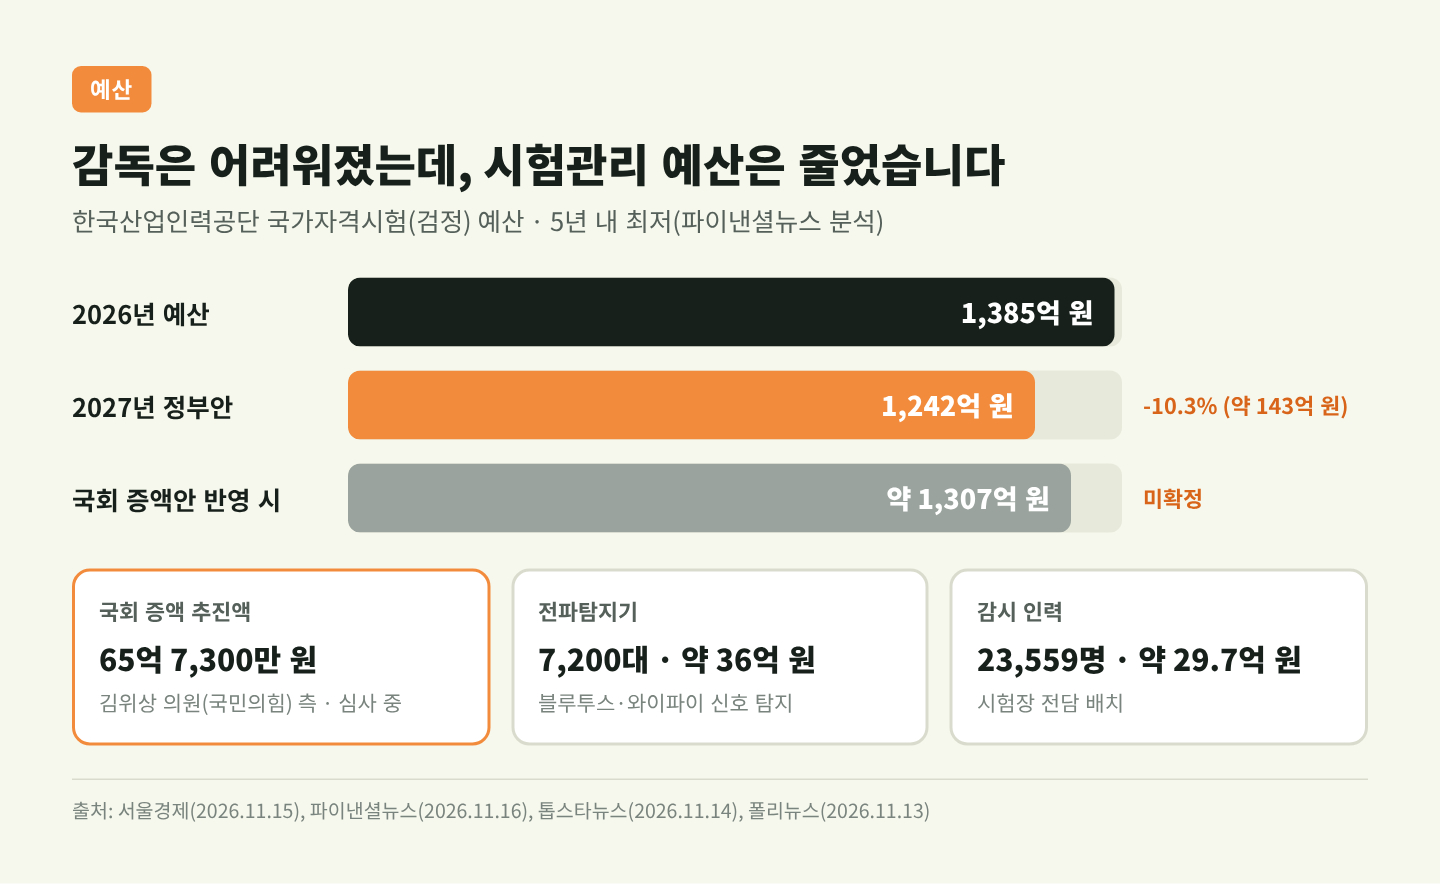 예산
감독은 어려워졌는데, 시험관리 예산은 줄었습니다
한국산업인력공단 국가자격시험(검정) 예산 · 5년 내 최저(파이낸셜뉴스 분석)
2026년 예산 1,385억 원
2027년 정부안 1,242억 원 -10.3% (약 143억 원)
국회 증액안 반영 시 약 1,307억 원 미확정
국회 증액 추진액
65억 7,300만 원
김위상 의원(국민의힘) 측 · 심사 중
전파탐지기
7,200대 · 약 36억 원
블루투스·와이파이 신호 탐지
감시 인력
23,559명 · 약 29.7억 원
시험장 전담 배치
출처: 서울경제(2026.11.15), 파이낸셜뉴스(2026.11.16), 톱스타뉴스(2026.11.14), 폴리뉴스(2026.11.13)